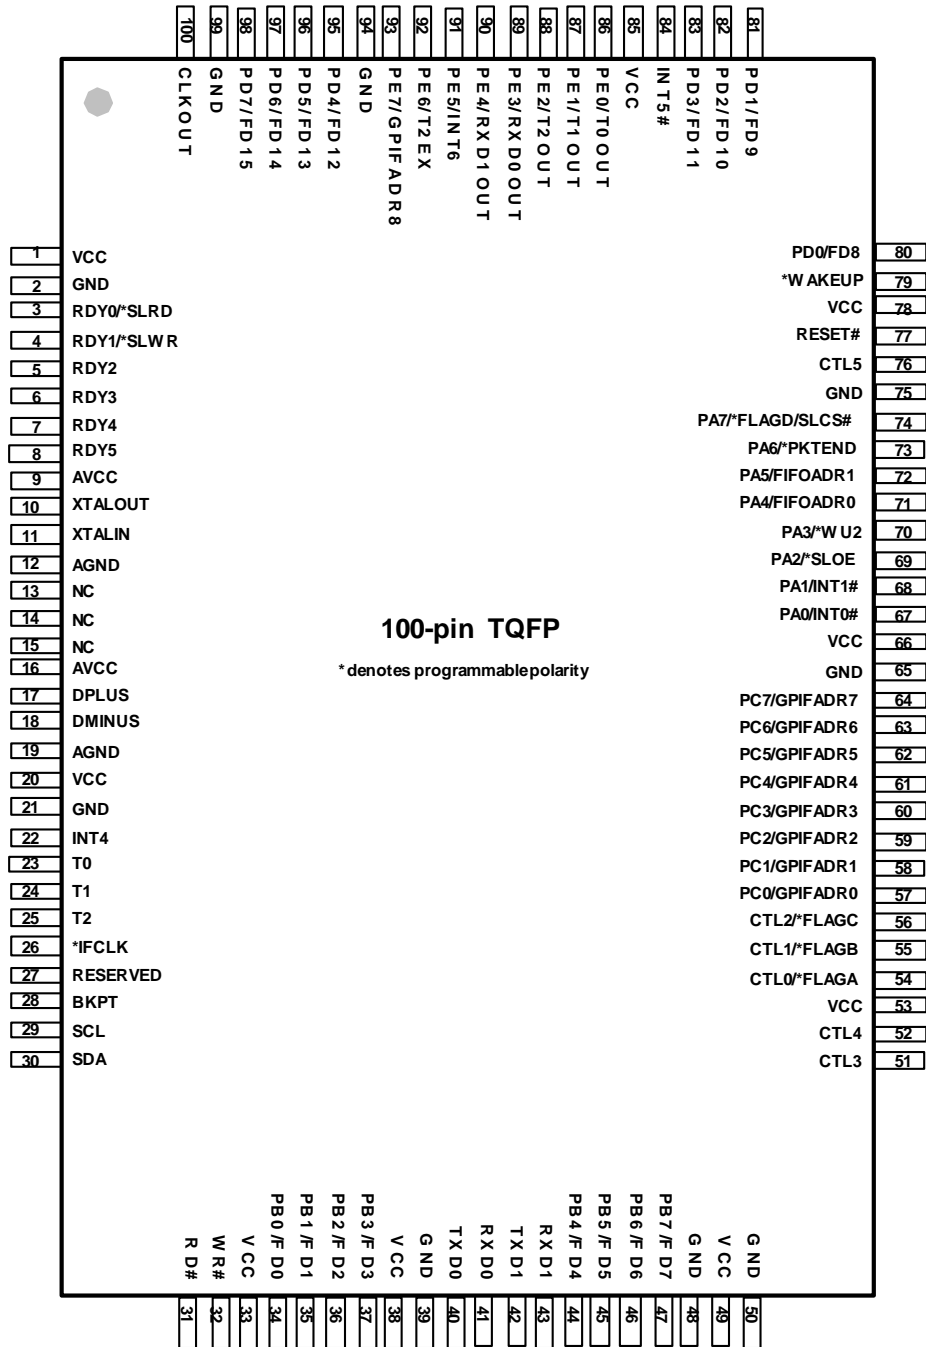 100 99 98 97 96 95 94 93 92 91 90 89 88 87 86 85 84 83 82 81
CLKOUT
GND
PD7/FD15
PD6/FD14
PD5/FD13
PD4/FD12
GND
PE7/GPIFADR8
PE6/T2EX
PE5/INT6
PE4/RXD1OUT
PE3/RXD0OUT
PE2/T2OUT
PE1/T1OUT
PE0/T0OUT
VCC
INT5#
PD3/FD11
PD2/FD10
PD1/FD9
1 VCC
2 GND
3 RDY0/*SLRD
4 RDY1/*SLWR
5 RDY2
6 RDY3
7 RDY4
8 RDY5
9 AVCC
10 XTALOUT
11 XTALIN
12 AGND
13 NC
14 NC
15 NC
16 AVCC
17 DPLUS
18 DMINUS
19 AGND
20 VCC
21 GND
22 INT4
23 T0
24 T1
25 T2
26 *IFCLK
27 RESERVED
28 BKPT
29 SCL
30 SDA
100-pin TQFP
* denotes programmable polarity
PD0/FD8 80
*WAKEUP 79
VCC 78
RESET# 77
CTL5 76
GND 75
PA7/*FLAGD/SLCS# 74
PA6/*PKTEND 73
PA5/FIFOADR1 72
PA4/FIFOADR0 71
PA3/*WU2 70
PA2/*SLOE 69
PA1/INT1# 68
PA0/INT0# 67
VCC 66
GND 65
PC7/GPIFADR7 64
PC6/GPIFADR6 63
PC5/GPIFADR5 62
PC4/GPIFADR4 61
PC3/GPIFADR3 60
PC2/GPIFADR2 59
PC1/GPIFADR1 58
PC0/GPIFADR0 57
CTL2/*FLAGC 56
CTL1/*FLAGB 55
CTL0/*FLAGA 54
VCC 53
CTL4 52
CTL3 51
RD#
WR#
VCC
PB0/FD0
PB1/FD1
PB2/FD2
PB3/FD3
VCC
GND
TXD0
RXD0
TXD1
RXD1
PB4/FD4
PB5/FD5
PB6/FD6
PB7/FD7
GND
VCC
GND
31 32 33 34 35 36 37 38 39 40 41 42 43 44 45 46 47 48 49 50